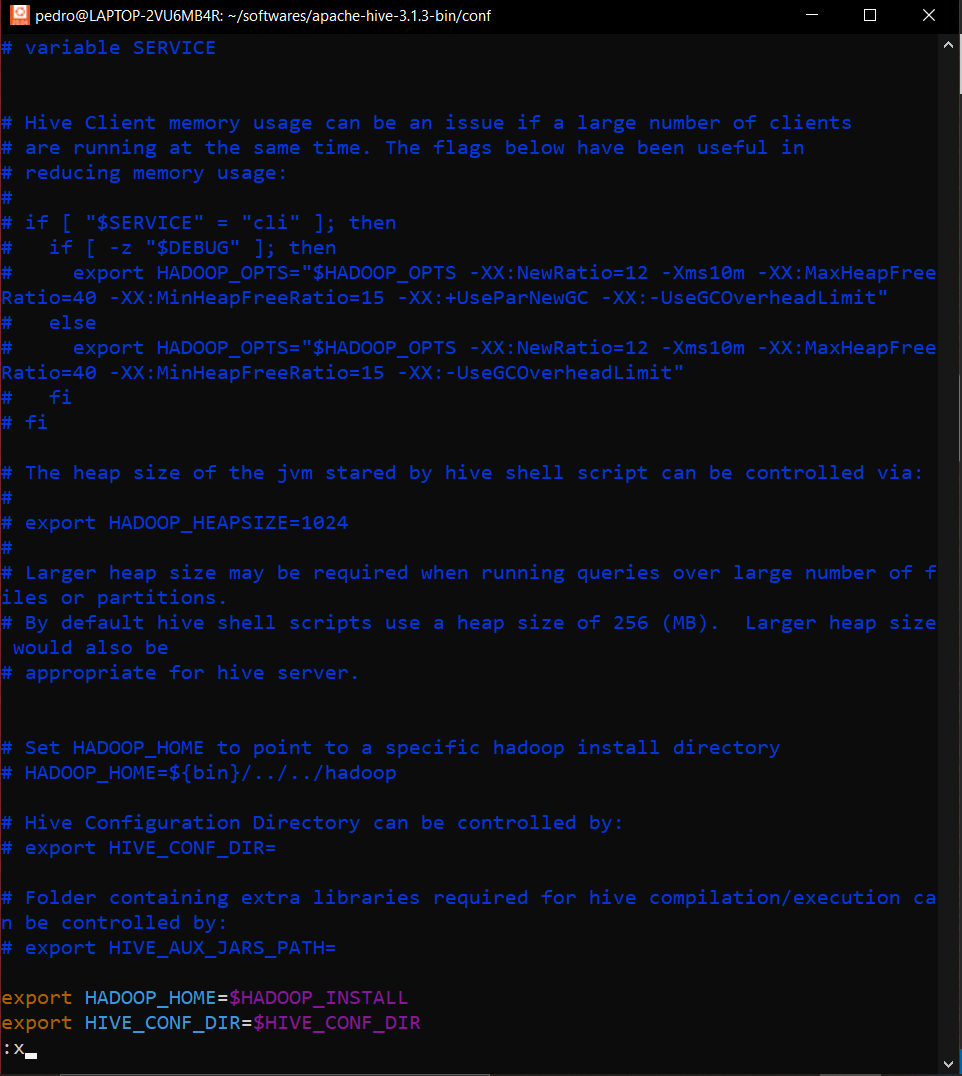 pedro@LAPTOP-2VU6MB4R: ~/softwares/apache-hive-3.1.3-bin/conf
# variable SERVICE
# Hive Client memory usage can be an issue if a large number of clients
# are running at the same time. The flags below have been useful in
# reducing memory usage:
#
# if [ "$SERVICE" = "cli" ]; then
#   if [ -z "$DEBUG" ]; then
#     export HADOOP_OPTS="$HADOOP_OPTS -XX:NewRatio=12 -Xms10m -XX:MaxHeapFree
Ratio=40 -XX:MinHeapFreeRatio=15 -XX:+UseParNewGC -XX:-UseGCOverheadLimit"
#   else
#     export HADOOP_OPTS="$HADOOP_OPTS -XX:NewRatio=12 -Xms10m -XX:MaxHeapFree
Ratio=40 -XX:MinHeapFreeRatio=15 -XX:-UseGCOverheadLimit"
#   fi
# fi
# The heap size of the jvm stared by hive shell script can be controlled via:
#
# export HADOOP_HEAPSIZE=1024
#
# Larger heap size may be required when running queries over large number of f
iles or partitions.
# By default hive shell scripts use a heap size of 256 (MB).  Larger heap size
 would also be
# appropriate for hive server.
# Set HADOOP_HOME to point to a specific hadoop install directory
# HADOOP_HOME=${bin}/../../hadoop
# Hive Configuration Directory can be controlled by:
# export HIVE_CONF_DIR=
# Folder containing extra libraries required for hive compilation/execution ca
n be controlled by:
# export HIVE_AUX_JARS_PATH=
export HADOOP_HOME=$HADOOP_INSTALL
export HIVE_CONF_DIR=$HIVE_CONF_DIR
:x